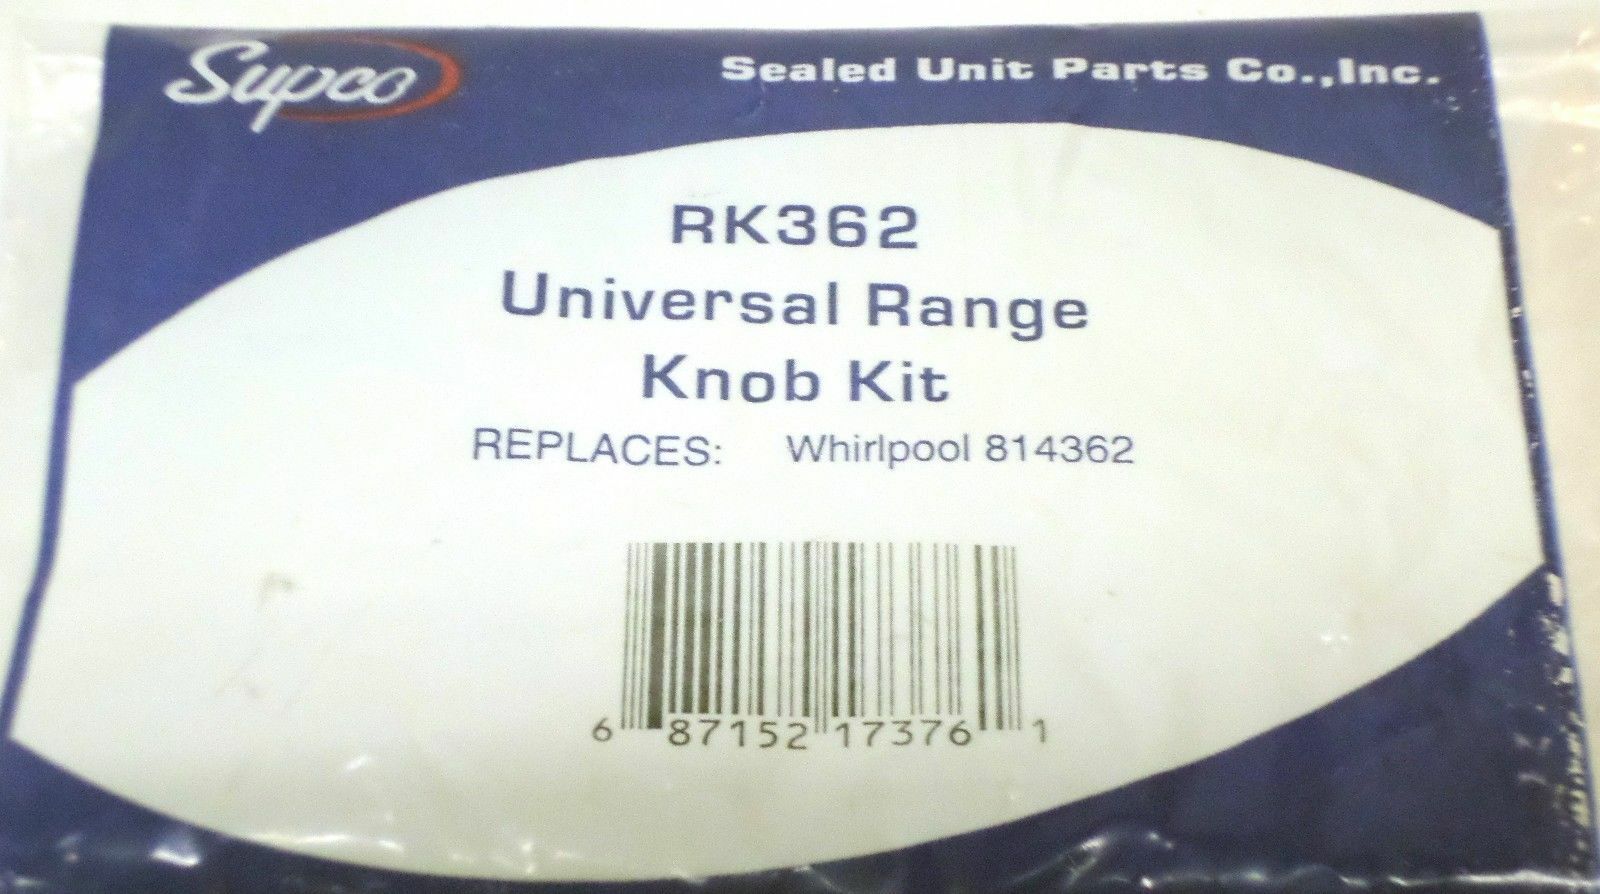 Supco
Sealed Unit Parts Co.,Inc.
RK362
Universal Range
Knob Kit
REPLACES: Whirlpool 814362
6 87152 17376 1